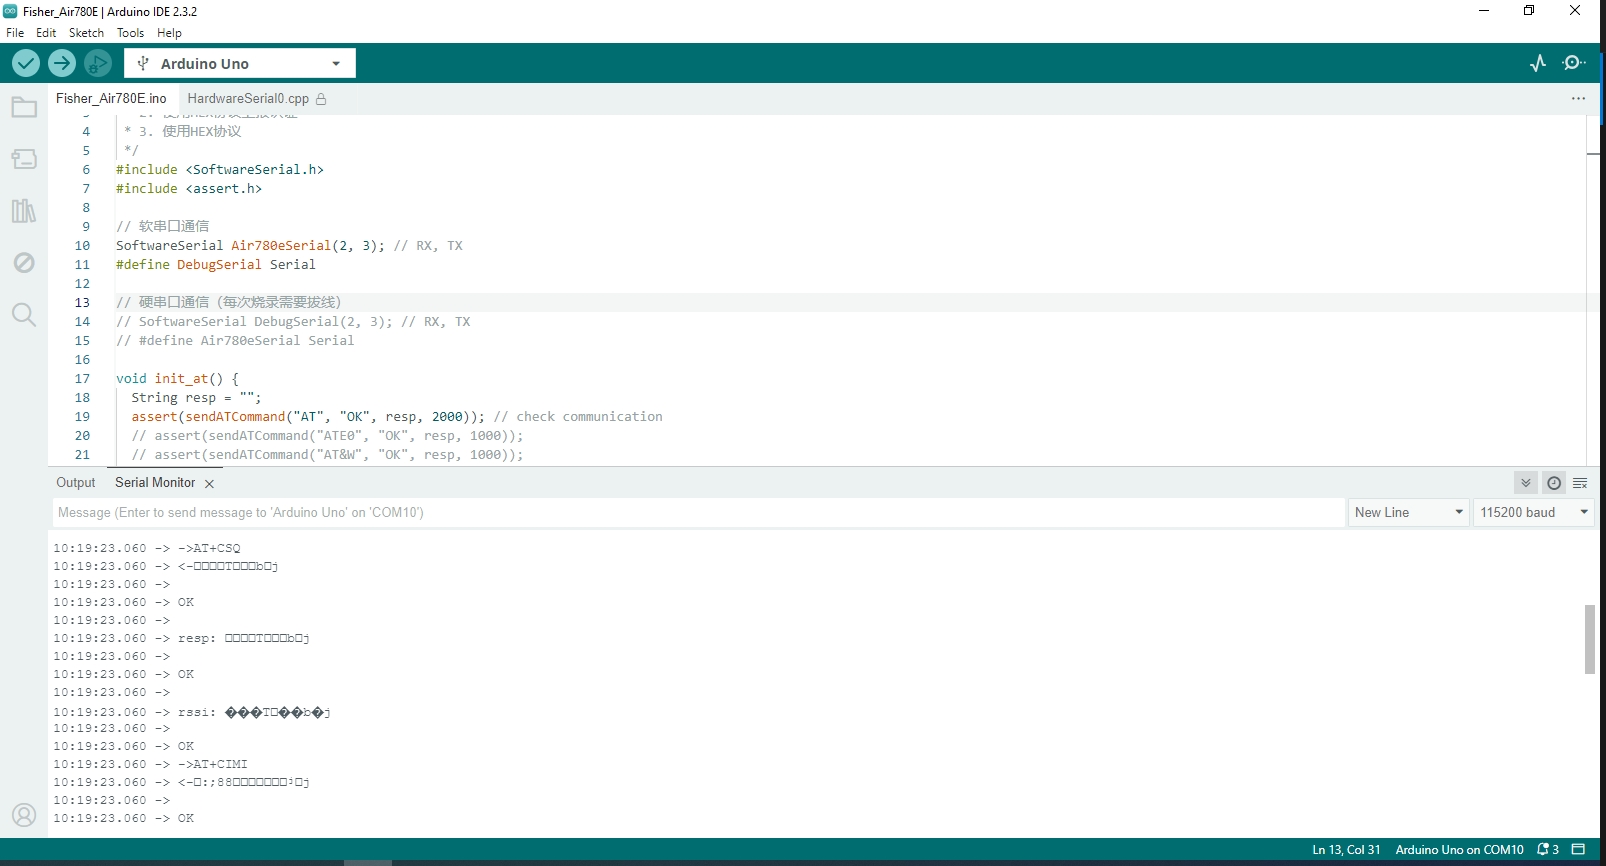 Fisher_Air780E | Arduino IDE 2.3.2
File Edit Sketch Tools Help
Arduino Uno
Fisher_Air780E.ino HardwareSerial0.cpp
4 * 3. 使用HEX协议
5 */
6 #include <SoftwareSerial.h>
7 #include <assert.h>
8
9 // 软串口通信
10 SoftwareSerial Air780eSerial(2, 3); // RX, TX
11 #define DebugSerial Serial
12
13 // 硬串口通信（每次烧录需要拔线）
14 // SoftwareSerial DebugSerial(2, 3); // RX, TX
15 // #define Air780eSerial Serial
16
17 void init_at() {
18 String resp = "";
19 assert(sendATCommand("AT", "OK", resp, 2000)); // check communication
20 // assert(sendATCommand("ATE0", "OK", resp, 1000));
21 // assert(sendATCommand("AT&W", "OK", resp, 1000));
Output Serial Monitor
Message (Enter to send message to 'Arduino Uno' on 'COM10') New Line 115200 baud
10:19:23.060 -> ->AT+CSQ
10:19:23.060 -> <-□□□□T□□□b□j
10:19:23.060 ->
10:19:23.060 -> OK
10:19:23.060 ->
10:19:23.060 -> resp: □□□□T□□□b□j
10:19:23.060 ->
10:19:23.060 -> OK
10:19:23.060 ->
10:19:23.060 -> rssi: ���T□��b�j
10:19:23.060 ->
10:19:23.060 -> OK
10:19:23.060 -> ->AT+CIMI
10:19:23.060 -> <-□:;88□□□□□□□□j
10:19:23.060 ->
10:19:23.060 -> OK
Ln 13, Col 31 Arduino Uno on COM10 3